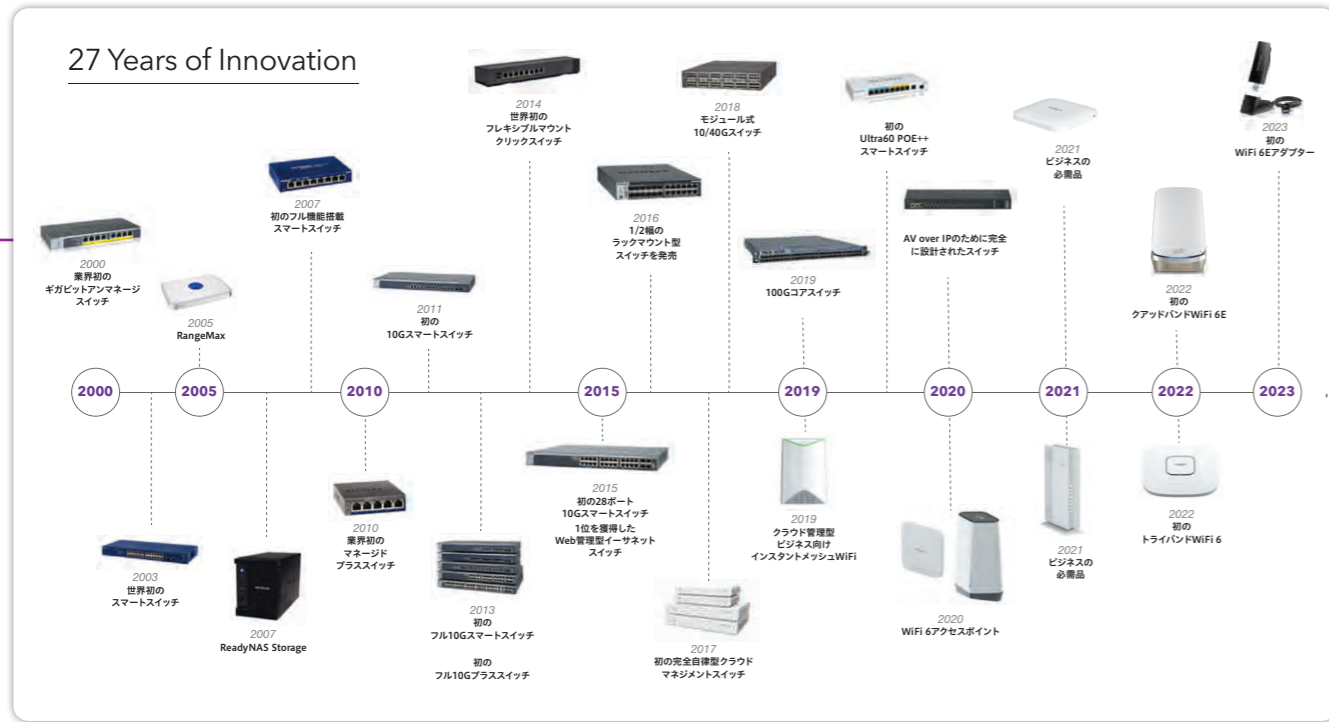 27 Years of Innovation
2000
業界初の
ギガビットアンマネージ
スイッチ
2005
RangeMax
2007
初のフル機能搭載
スマートスイッチ
2011
初の
10Gスマートスイッチ
2014
世界初の
フレキシブルマウント
クリックスイッチ
2016
1/2幅の
ラックマウント型
スイッチを発売
2018
モジュール式
10/40Gスイッチ
2019
100Gコアスイッチ
初の
Ultra60 POE++
スマートスイッチ
AV over IPのために完全
に設計されたスイッチ
2021
ビジネスの
必需品
2022
初の
クアッドバンドWiFi 6E
2023
初の
WiFi 6Eアダプター
2000
2005
2010
2015
2019
2020
2021
2022
2023
2003
世界初の
スマートスイッチ
2007
ReadyNAS Storage
2010
業界初の
マネージド
プラススイッチ
2013
初の
フル10Gスマートスイッチ
初の
フル10Gプラススイッチ
2015
初の28ポート
10Gスマートスイッチ
1位を獲得した
Web管理型イーサネット
スイッチ
2017
初の完全自律型クラウド
マネジメントスイッチ
2019
クラウド管理型
ビジネス向け
インスタントメッシュWiFi
2020
WiFi 6アクセスポイント
2021
ビジネスの
必需品
2022
初の
トライバンドWiFi 6